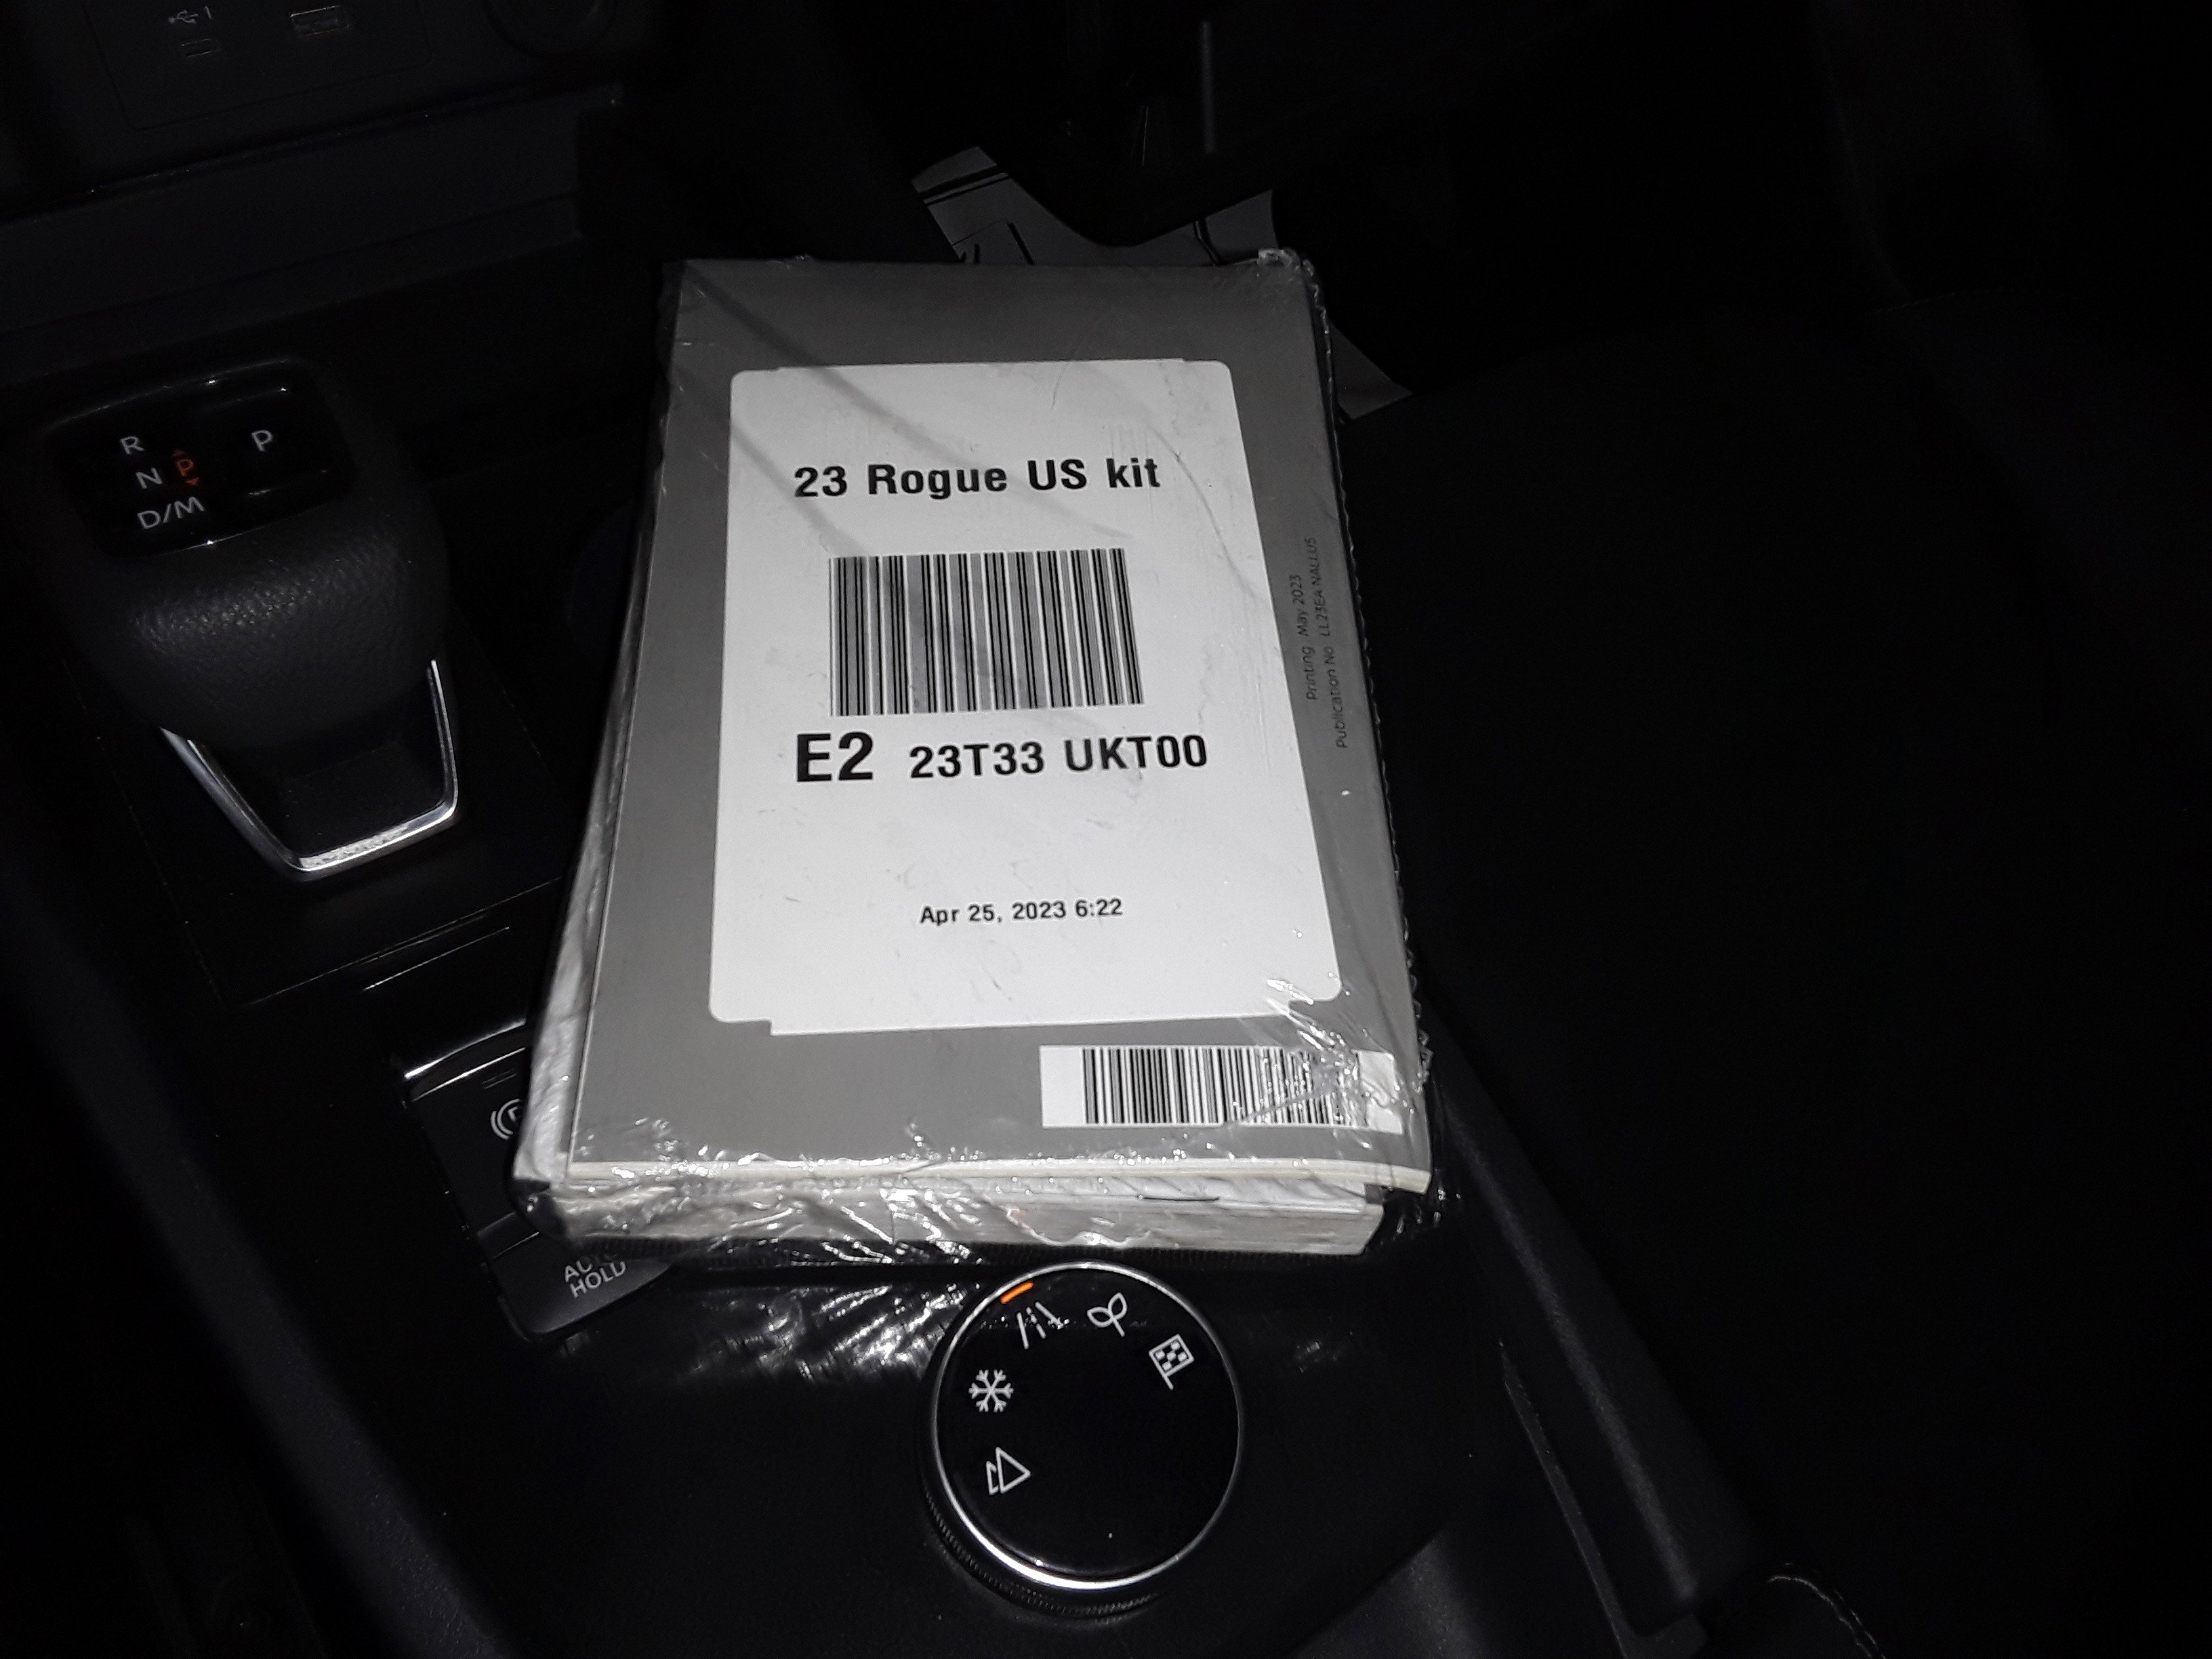 R
N
P
D/M
P
23 Rogue US kit
E2 23T33 UKT00
Apr 25, 2023 6:22
Printing May 2023
Publication No LL23EA NALLUS
AUTO
HOLD